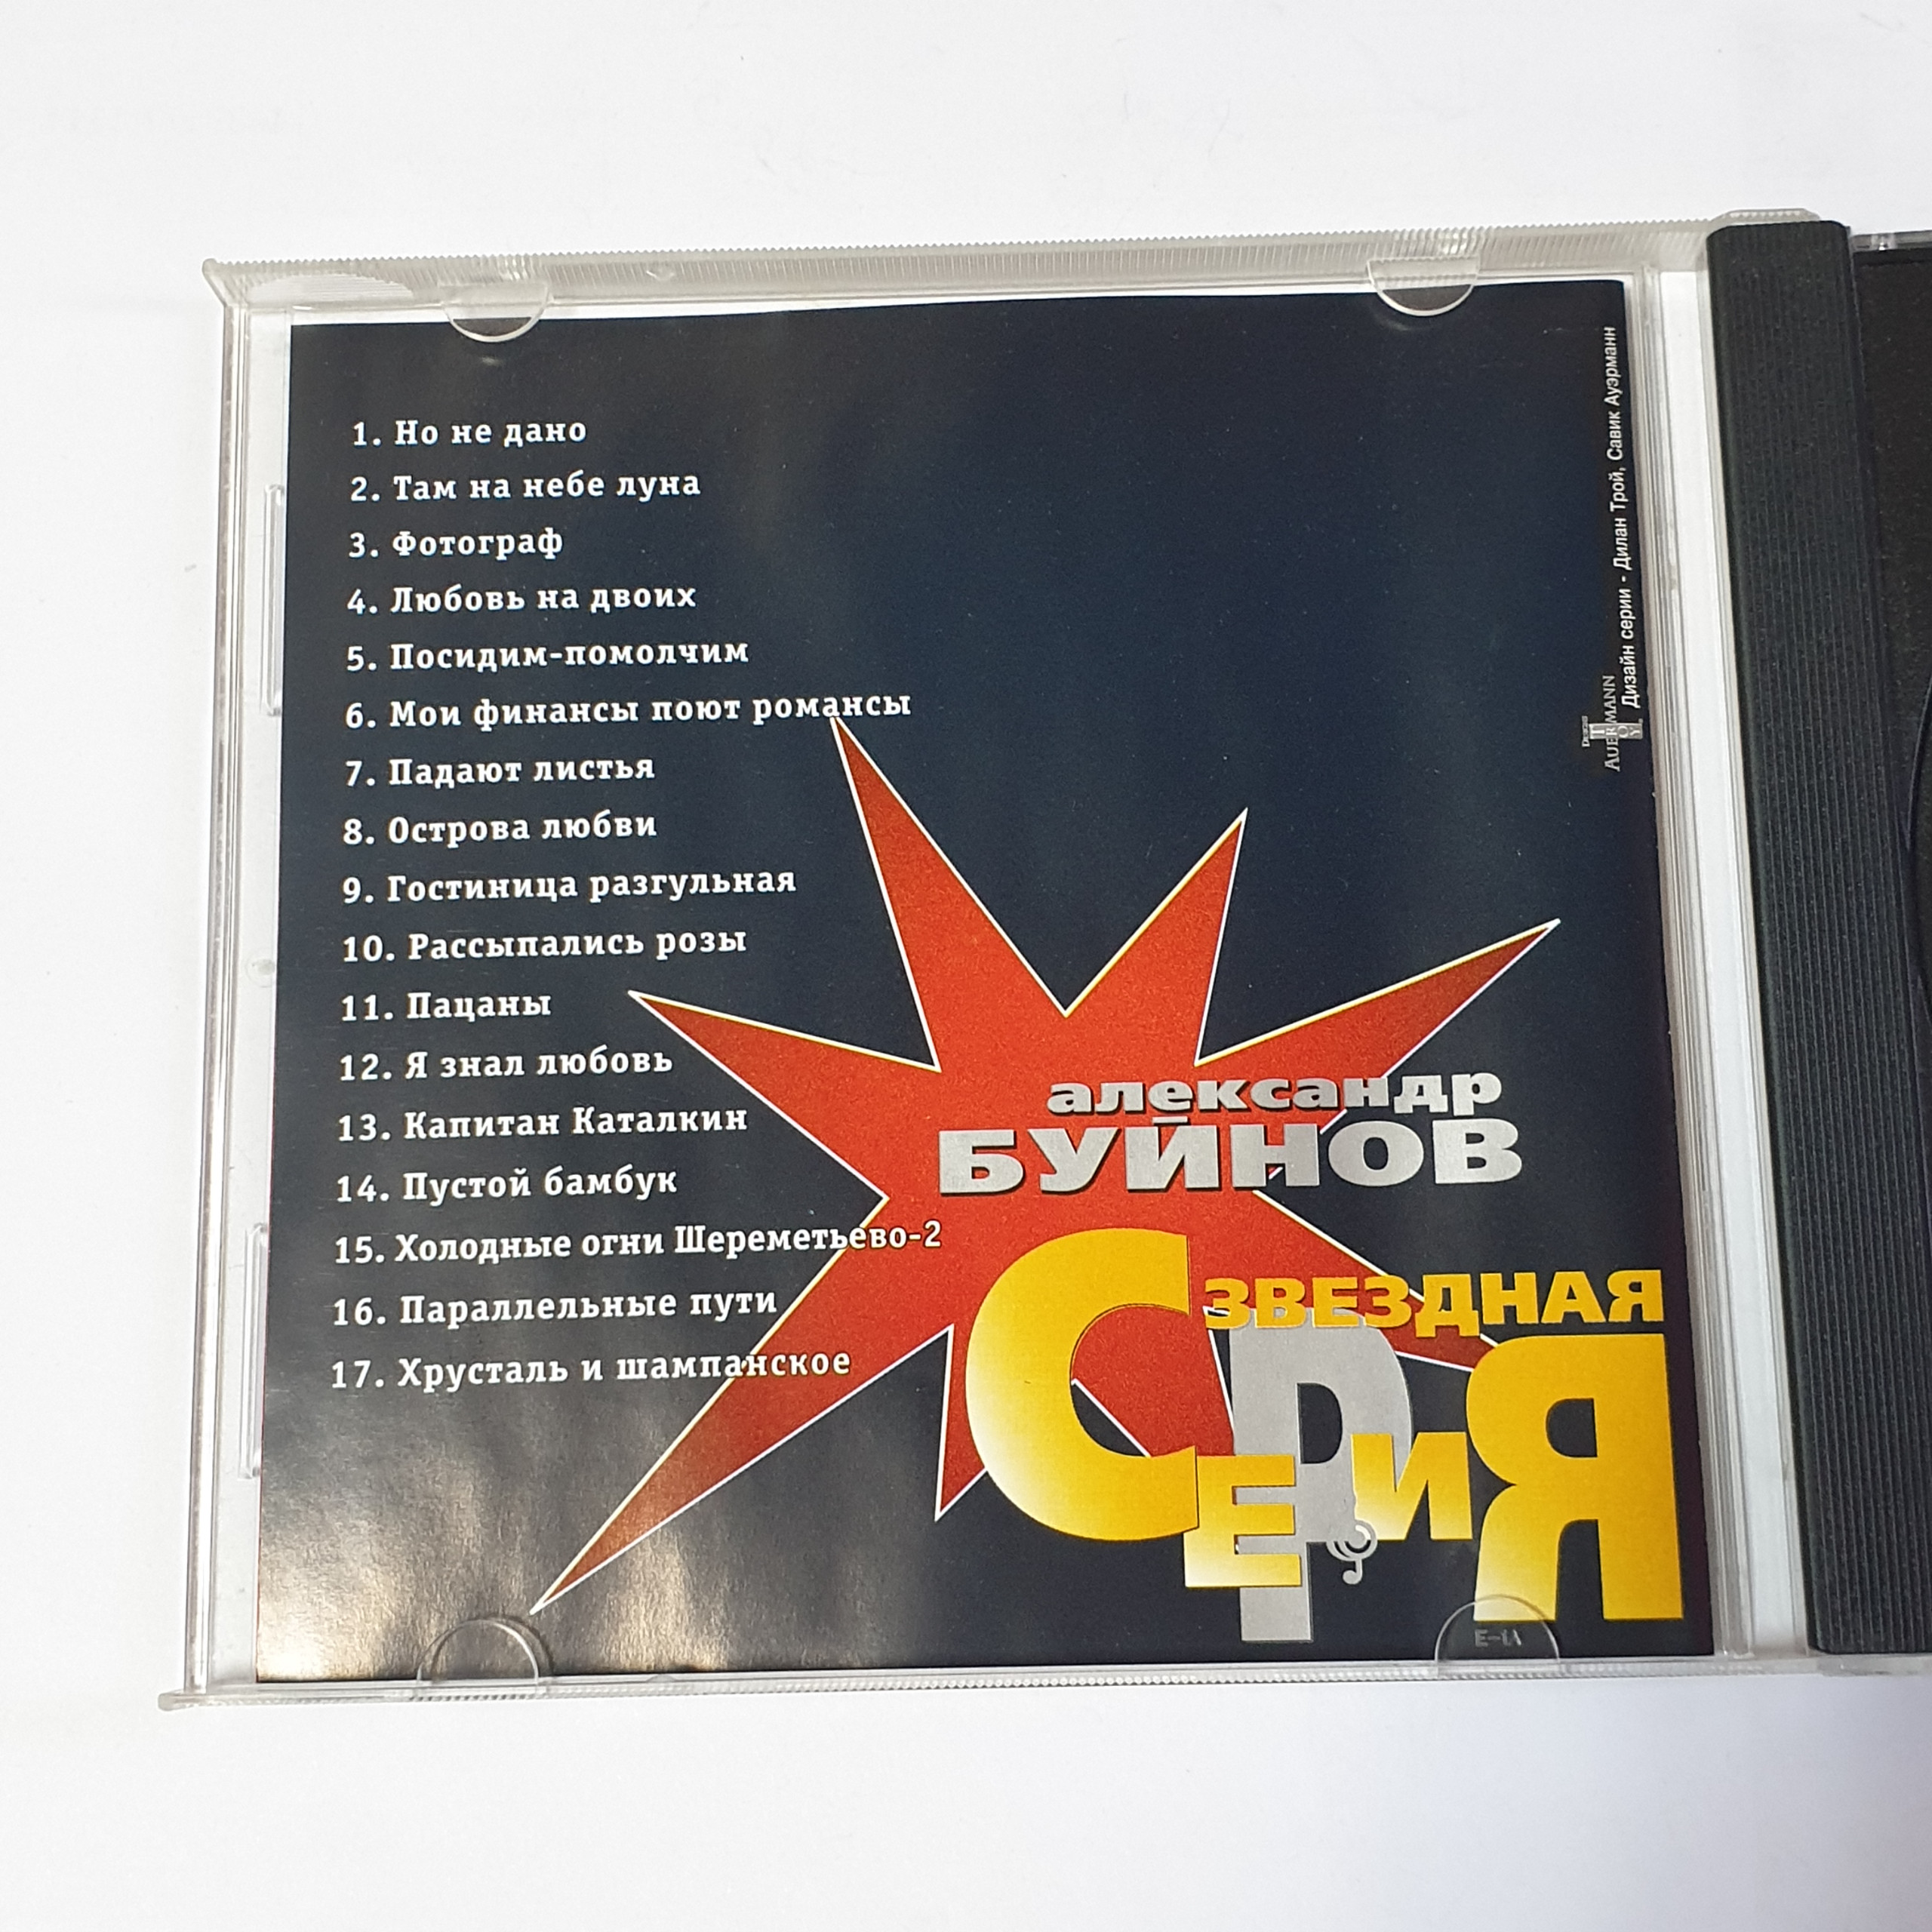 1. Но не дано
2. Там на небе луна
3. Фотограф
4. Любовь на двоих
5. Посидим-помолчим
6. Мои финансы поют романсы
7. Падают листья
8. Острова любви
9. Гостиница разгульная
10. Рассыпались розы
11. Пацаны
12. Я знал любовь
13. Капитан Каталкин
14. Пустой бамбук
15. Холодные огни Шереметьево-2
16. Параллельные пути
17. Хрусталь и шампанское
александр
БУЙНОВ
ЗВЕЗДНАЯ
СЕРИЯ
Дизайн серии - Дилан Трой, Савик Ауэрманн
DESIGN
AUERMANN
TROY